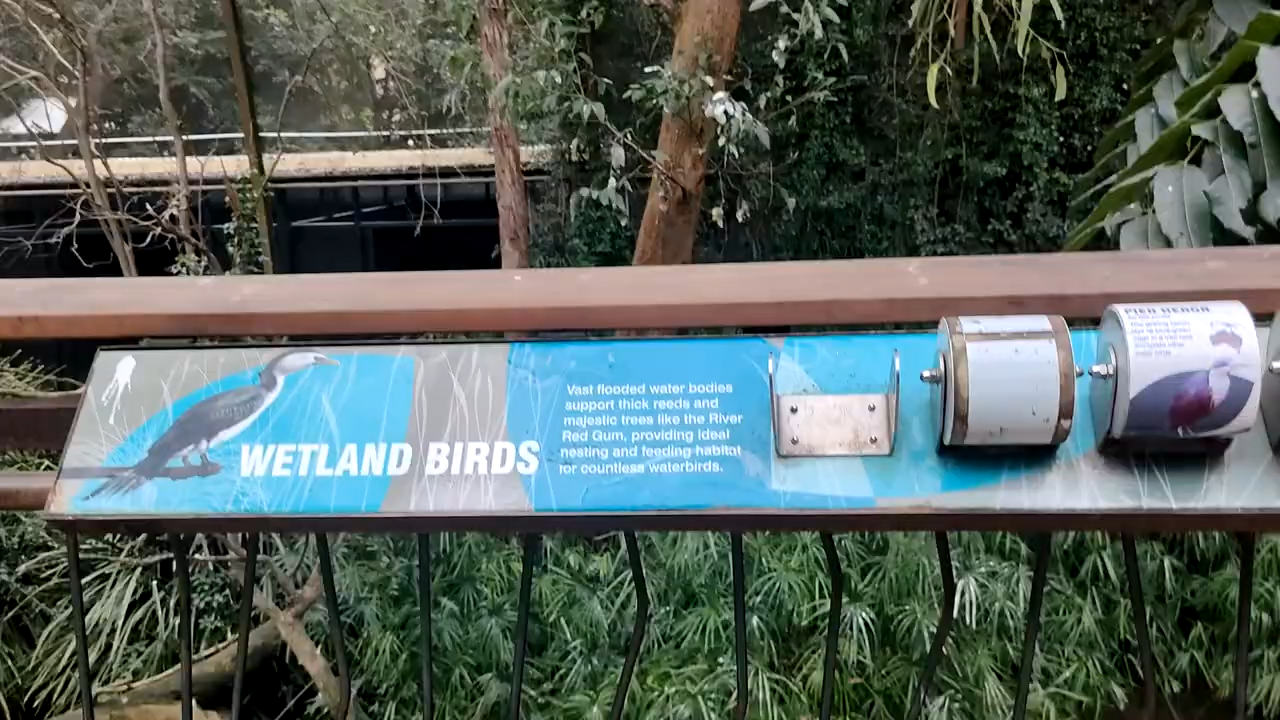 WETLAND BIRDS
Vast flooded water bodies
support thick reeds and
majestic trees like the River
Red Gum, providing ideal
nesting and feeding habitat
for countless waterbirds.
PIED HERON